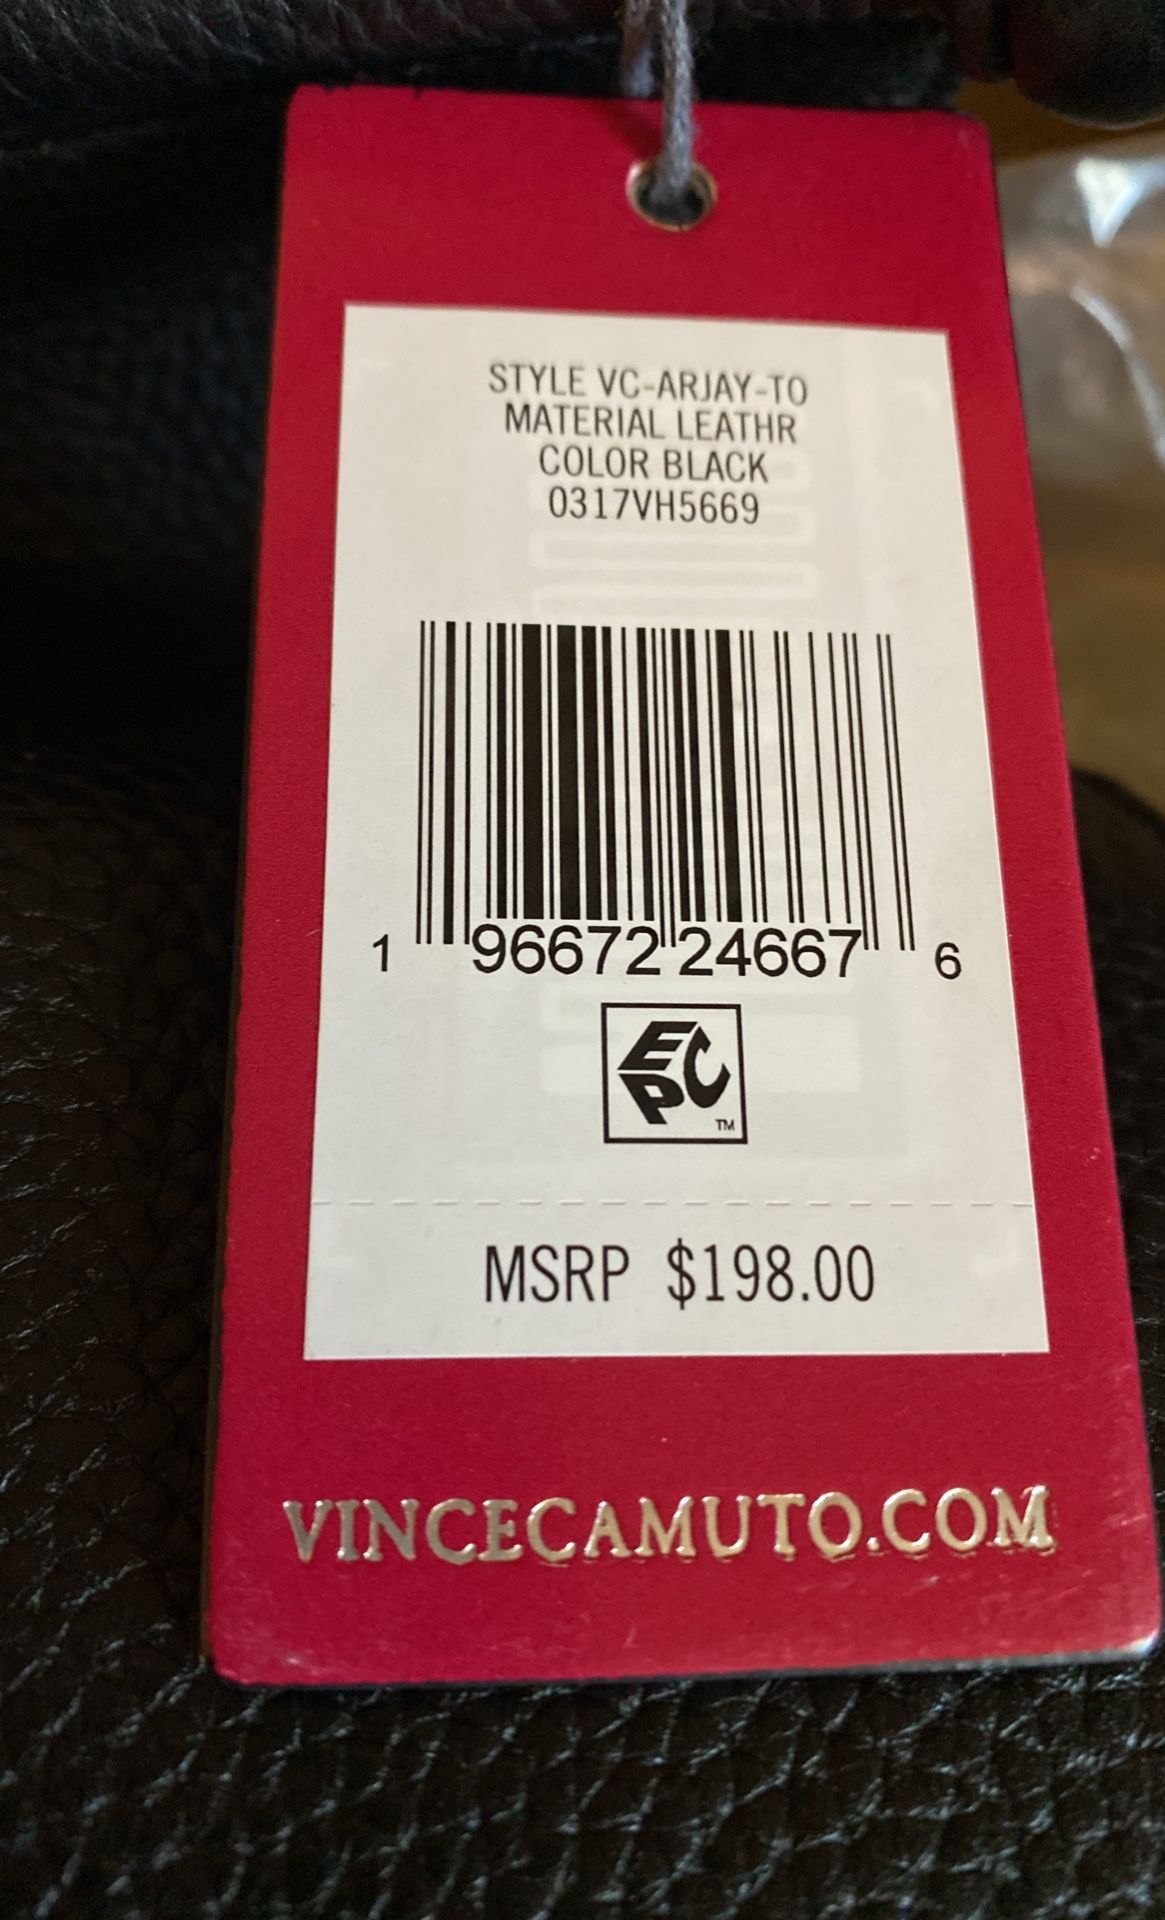 STYLE VC-ARJAY-TO
MATERIAL LEATHR
COLOR BLACK
0317VH5669
1 96672 24667 6
EPC
TM
MSRP $198.00
VINCECAMUTO.COM